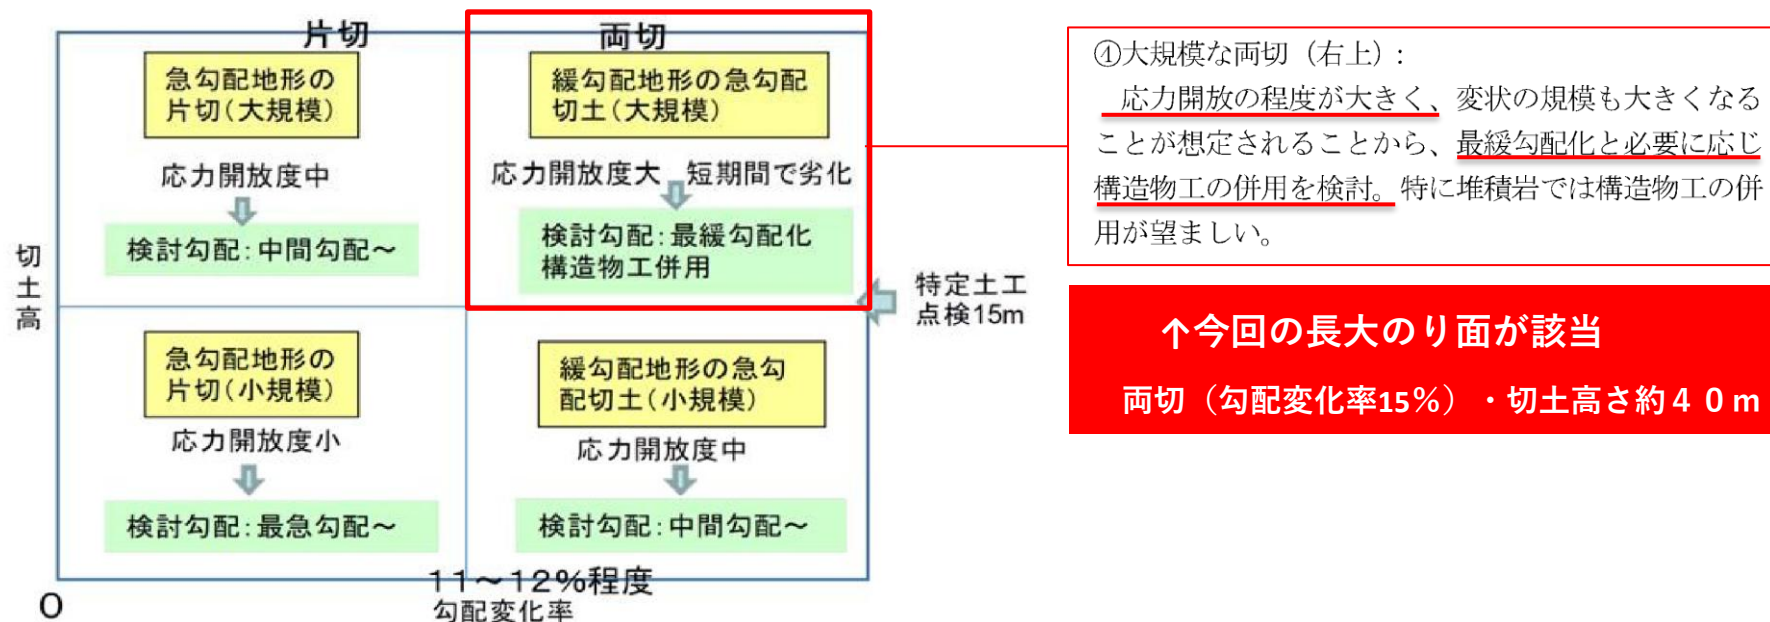 片切
両切
急勾配地形の
片切(大規模)
応力開放度中
検討勾配:中間勾配~
緩勾配地形の急勾配
切土(大規模)
応力開放度大 短期間で劣化
検討勾配:最緩勾配化
構造物工併用
切土高
特定土工
点検15m
急勾配地形の
片切(小規模)
応力開放度小
検討勾配:最急勾配~
緩勾配地形の急勾
配切土(小規模)
応力開放度中
検討勾配:中間勾配~
11~12%程度
勾配変化率
0
④大規模な両切(右上):
応力開放の程度が大きく、変状の規模も大きくなる
ことが想定されることから、最緩勾配化と必要に応じ
構造物工の併用を検討。特に堆積岩では構造物工の併
用が望ましい。
↑今回の長大のり面が該当
両切(勾配変化率15%)・切土高さ約40m